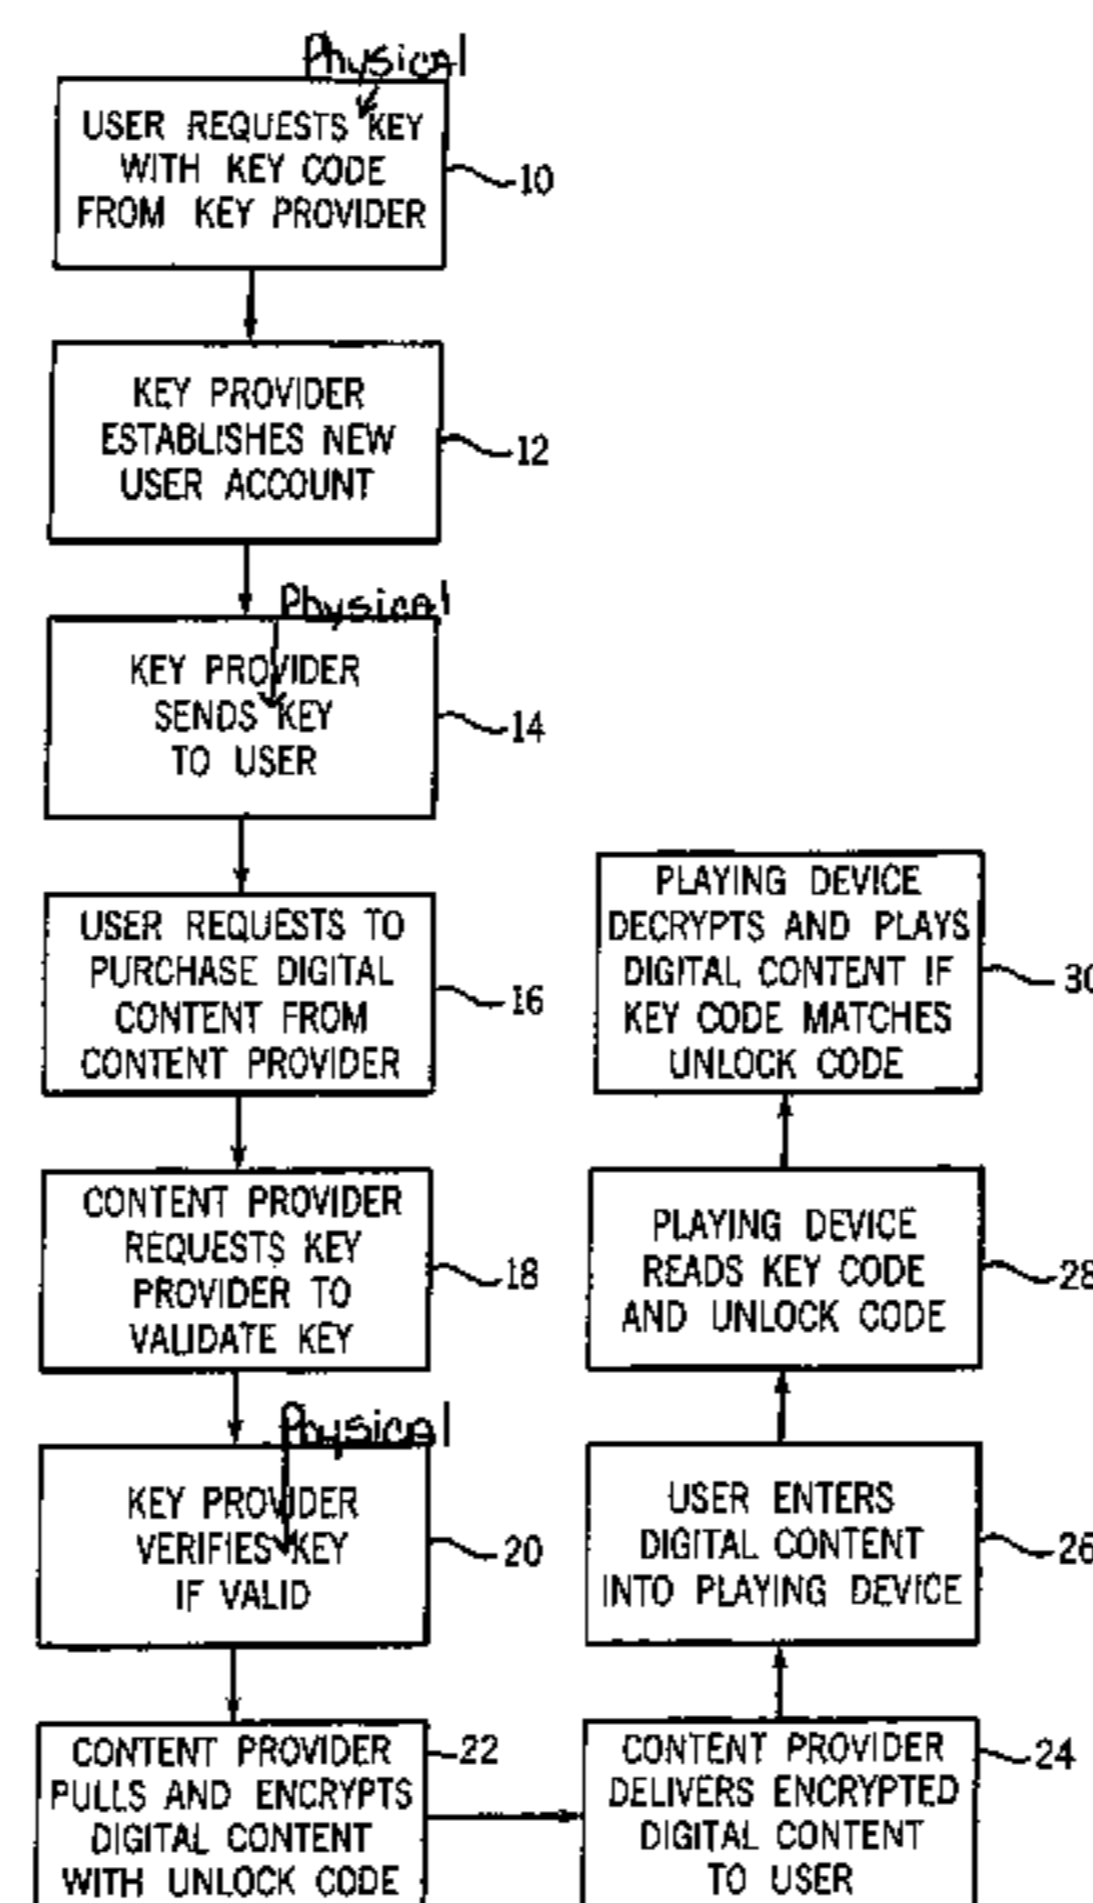 Physical
USER REQUESTS KEY
WITH KEY CODE
FROM KEY PROVIDER
10
KEY PROVIDER
ESTABLISHES NEW
USER ACCOUNT
12
Physical
KEY PROVIDER
SENDS KEY
TO USER
14
USER REQUESTS TO
PURCHASE DIGITAL
CONTENT FROM
CONTENT PROVIDER
16
CONTENT PROVIDER
REQUESTS KEY
PROVIDER TO
VALIDATE KEY
18
Physical
KEY PROVIDER
VERIFIES KEY
IF VALID
20
CONTENT PROVIDER
PULLS AND ENCRYPTS
DIGITAL CONTENT
WITH UNLOCK CODE
22
CONTENT PROVIDER
DELIVERS ENCRYPTED
DIGITAL CONTENT
TO USER
24
USER ENTERS
DIGITAL CONTENT
INTO PLAYING DEVICE
26
PLAYING DEVICE
READS KEY CODE
AND UNLOCK CODE
28
PLAYING DEVICE
DECRYPTS AND PLAYS
DIGITAL CONTENT IF
KEY CODE MATCHES
UNLOCK CODE
30